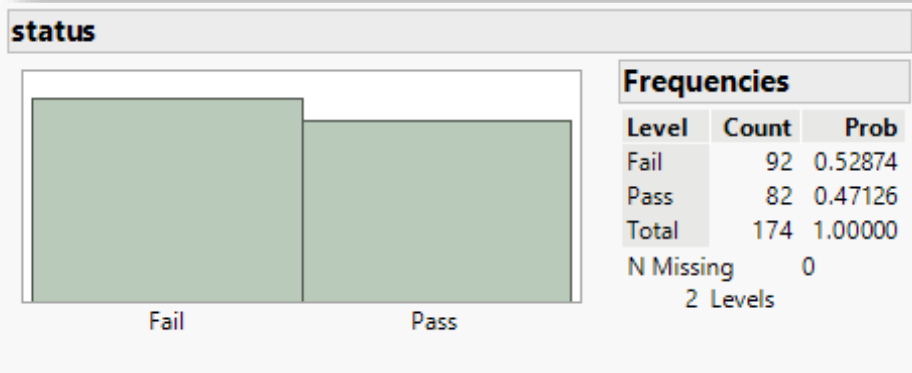 status
Fail Pass
Frequencies
Level Count Prob
Fail 92 0.52874
Pass 82 0.47126
Total 174 1.00000
N Missing 0
2 Levels